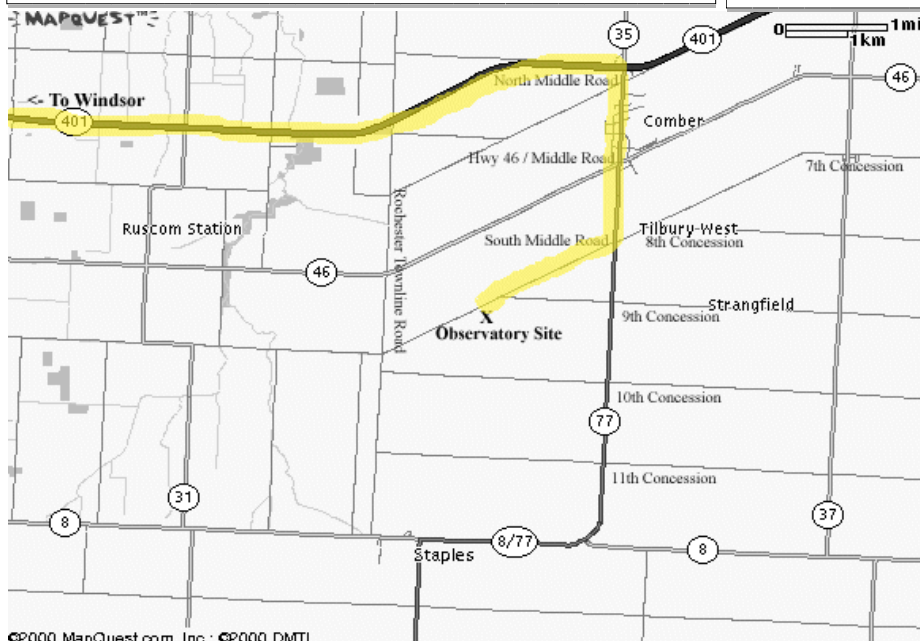 MAPQUEST™
35
401
0 1mi
1km
North Middle Road
46
<- To Windsor
401
Comber
Hwy 46 / Middle Road
7th Concession
Rochester Townline Road
Ruscom Station
Tilbury West
South Middle Road
8th Concession
46
Strangfield
X
9th Concession
Observatory Site
10th Concession
77
11th Concession
31
37
8
8/77
8
Staples
©2000 MapQuest.com, Inc.; ©2000 DMTI